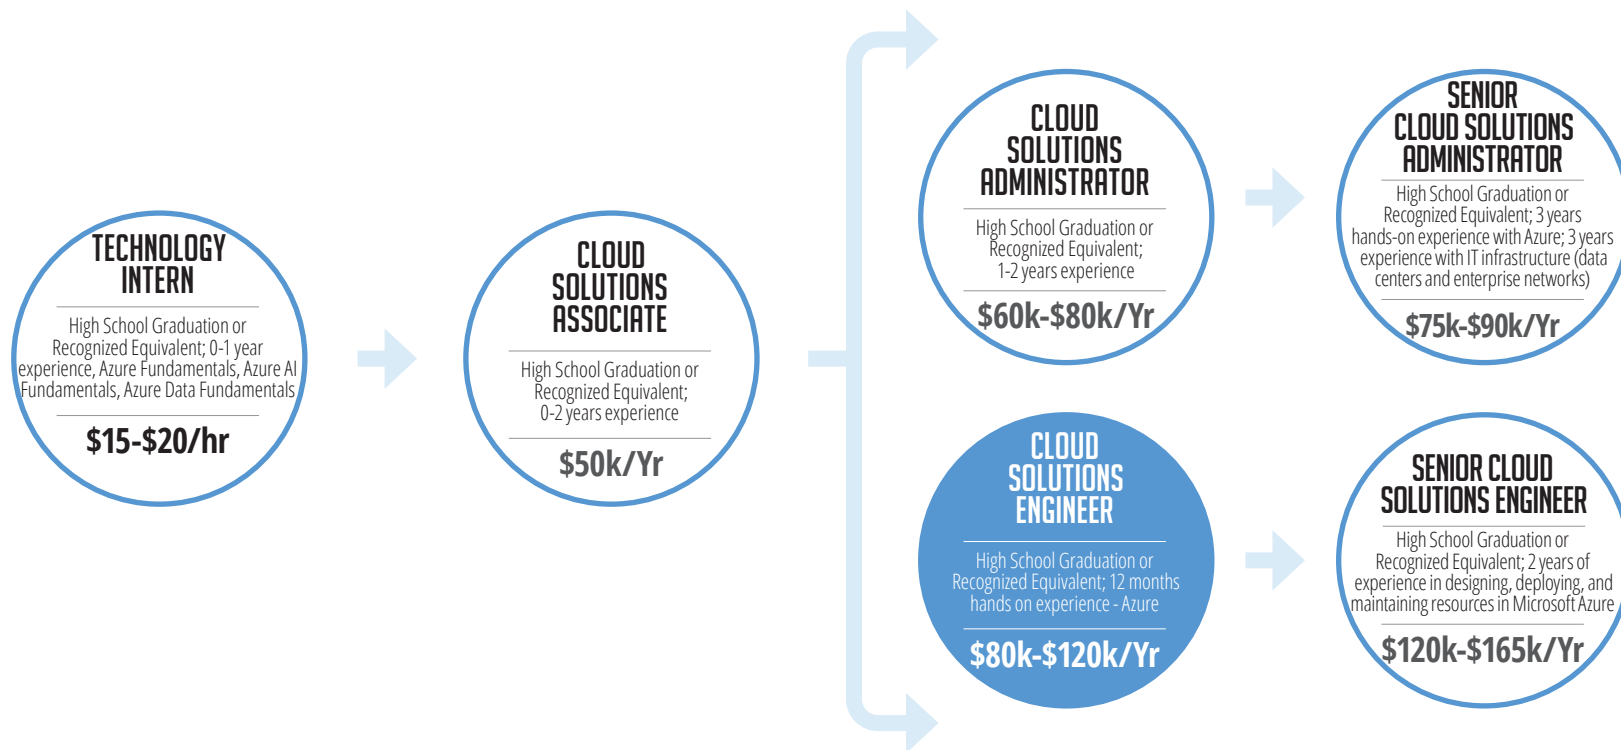 TECHNOLOGY
INTERN
High School Graduation or
Recognized Equivalent; 0-1 year
experience, Azure Fundamentals, Azure AI
Fundamentals, Azure Data Fundamentals
$15-$20/hr
CLOUD
SOLUTIONS
ASSOCIATE
High School Graduation or
Recognized Equivalent;
0-2 years experience
$50k/Yr
CLOUD
SOLUTIONS
ADMINISTRATOR
High School Graduation or
Recognized Equivalent;
1-2 years experience
$60k-$80k/Yr
SENIOR
CLOUD SOLUTIONS
ADMINISTRATOR
High School Graduation or
Recognized Equivalent; 3 years
hands-on experience with Azure; 3 years
experience with IT infrastructure (data
centers and enterprise networks)
$75k-$90k/Yr
CLOUD
SOLUTIONS
ENGINEER
High School Graduation or
Recognized Equivalent; 12 months
hands on experience - Azure
$80k-$120k/Yr
SENIOR CLOUD
SOLUTIONS ENGINEER
High School Graduation or
Recognized Equivalent; 2 years of
experience in designing, deploying, and
maintaining resources in Microsoft Azure
$120k-$165k/Yr